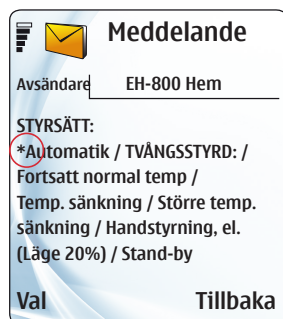 Meddelande
Avsändare EH-800 Hem
STYRSÄTT:
*Automatik / TVÅNGSSTYRD: /
Fortsatt normal temp /
Temp. sänkning / Större temp.
sänkning / Handstyrning, el.
(Läge 20%) / Stand-by
Val Tillbaka